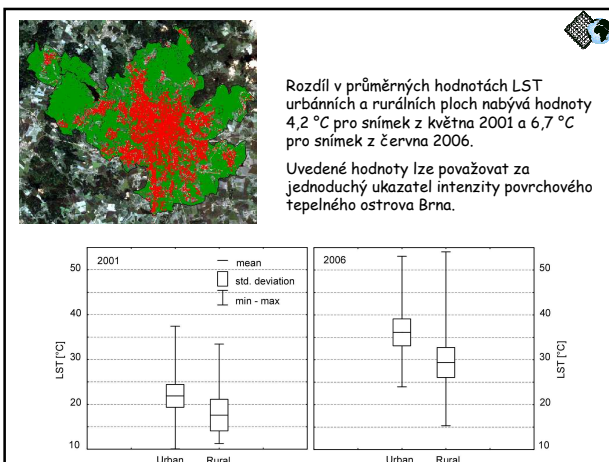 Rozdíl v průměrných hodnotách LST
urbánních a rurálních ploch nabývá hodnoty
4,2 °C pro snímek z května 2001 a 6,7 °C
pro snímek z června 2006.
Uvedené hodnoty lze považovat za
jednoduchý ukazatel intenzity povrchového
tepelného ostrova Brna.
2001
mean
std. deviation
min - max
50
40
30
20
10
LST [°C]
Urban Rural
2006
50
40
30
20
10
LST [°C]
Urban Rural